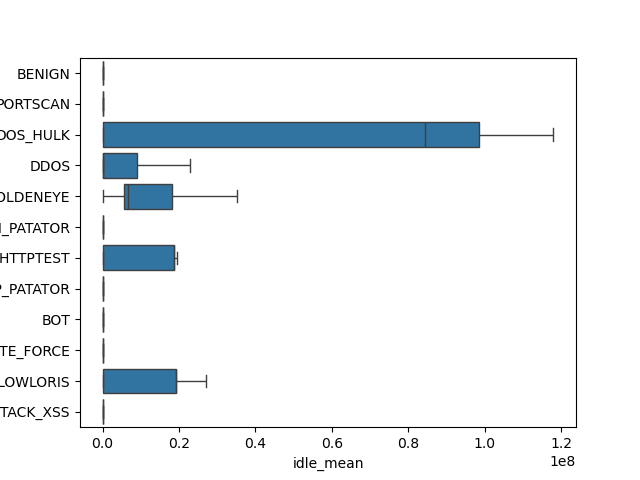 BENIGN
PORTSCAN
DOS_HULK
DDOS
OLDENEYE
_PATATOR
HTTPTEST
P_PATATOR
BOT
TE_FORCE
LOWLORIS
TACK_XSS
0.0 0.2 0.4 0.6 0.8 1.0 1.2
1e8
idle_mean